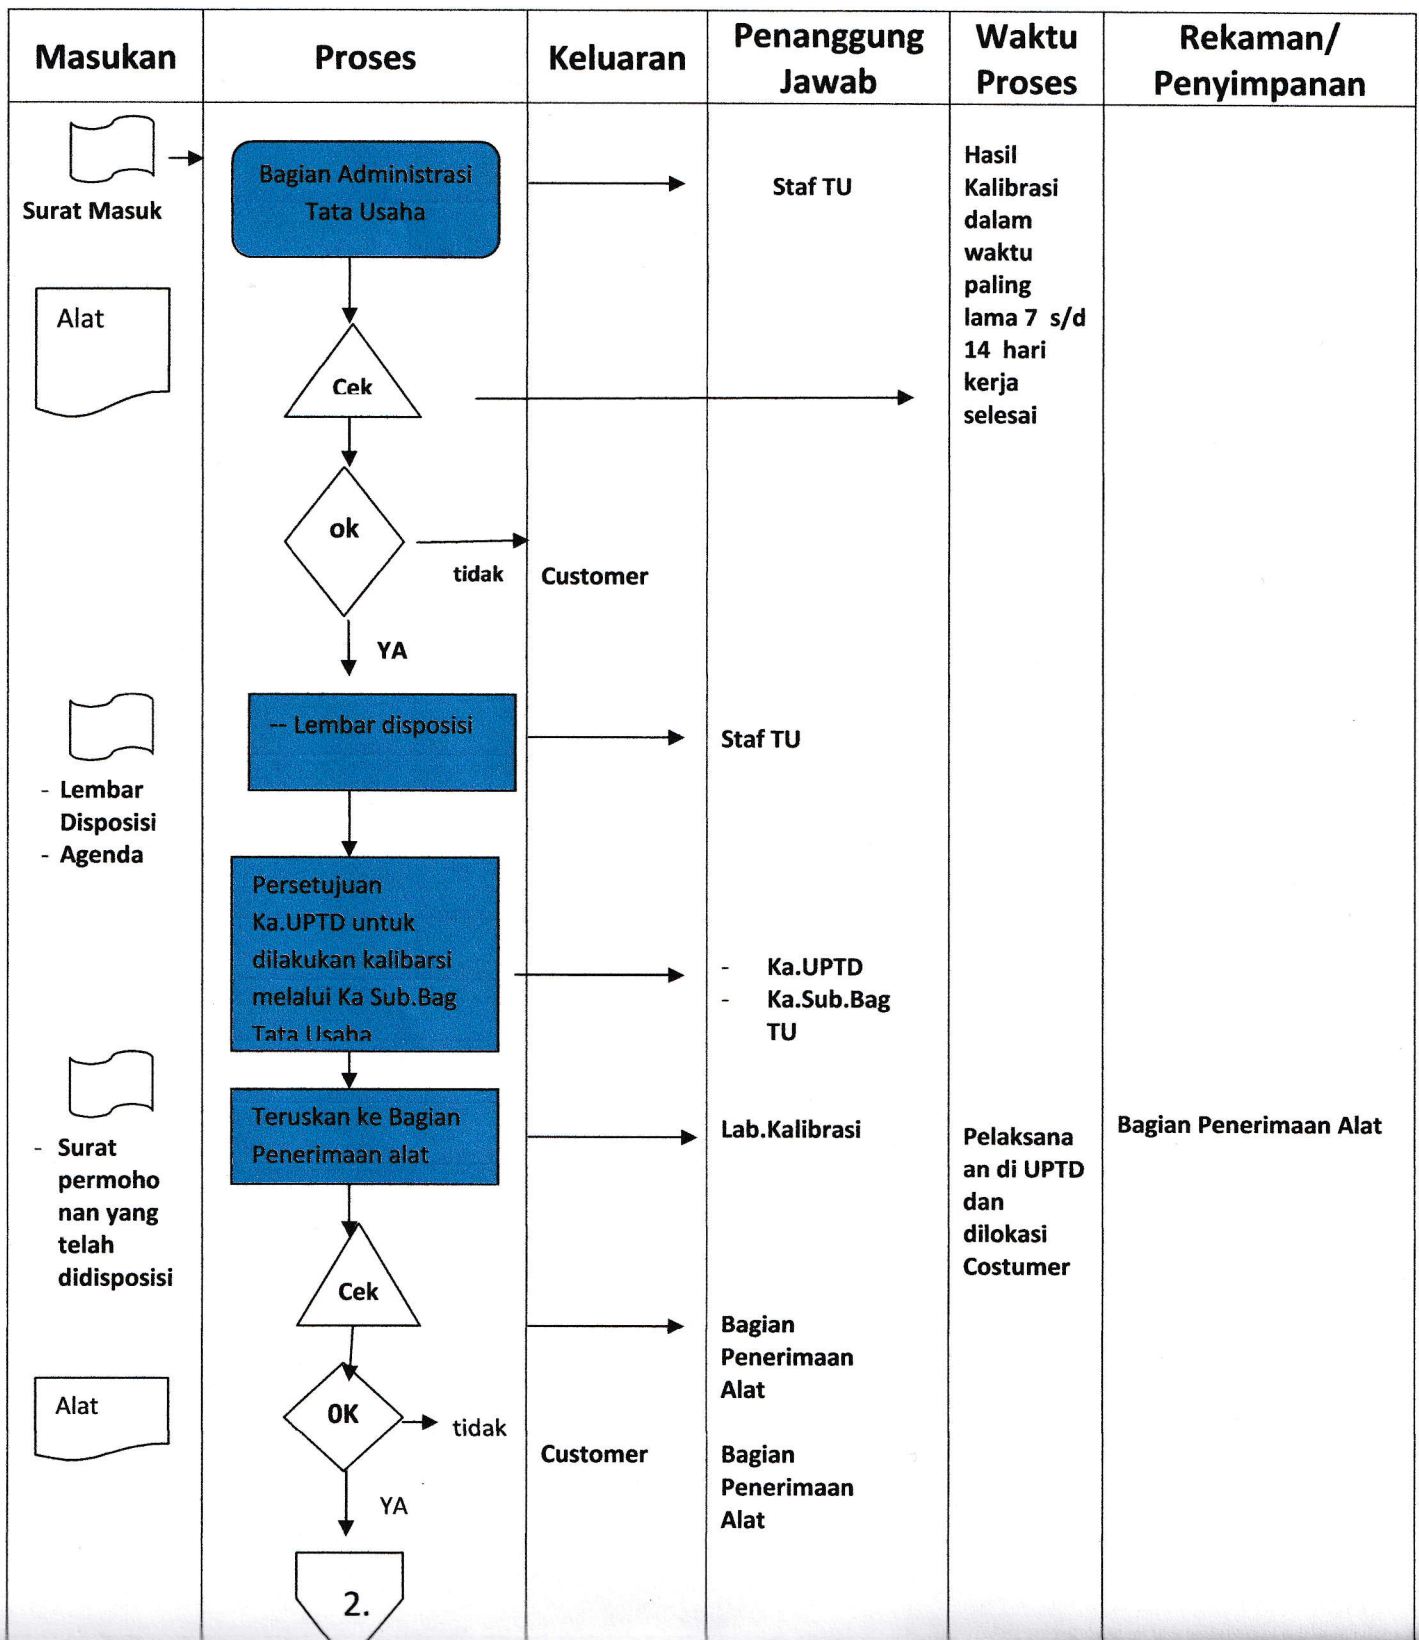 Masukan
Proses
Keluaran
Penanggung
Jawab
Waktu
Proses
Rekaman/
Penyimpanan
Surat Masuk
Bagian Administrasi
Tata Usaha
Staf TU
Hasil
Kalibrasi
dalam
waktu
paling
lama 7 s/d
14 hari
kerja
selesai
Alat
Cek
ok
tidak
Customer
YA
-- Lembar disposisi
Staf TU
- Lembar
Disposisi
- Agenda
Persetujuan
Ka.UPTD untuk
dilakukan kalibarsi
melalui Ka Sub.Bag
Tata Usaha
- Ka.UPTD
- Ka.Sub.Bag
TU
- Surat
permoho
nan yang
telah
didisposisi
Teruskan ke Bagian
Penerimaan alat
Lab.Kalibrasi
Pelaksana
an di UPTD
dan
dilokasi
Costumer
Bagian Penerimaan Alat
Cek
Bagian
Penerimaan
Alat
Alat
OK
tidak
Customer
Bagian
Penerimaan
Alat
YA
2.